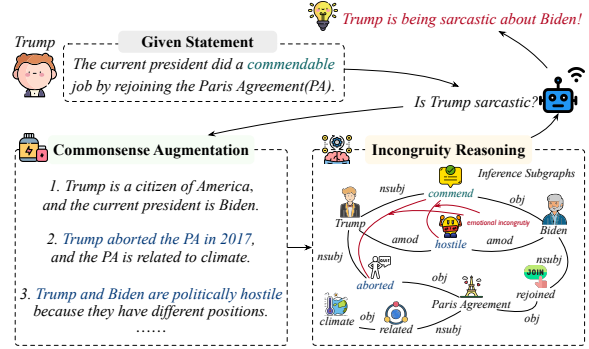 Trump is being sarcastic about Biden!
Trump
Given Statement
The current president did a commendable
job by rejoining the Paris Agreement(PA).
Is Trump sarcastic?
Commonsense Augmentation
1. Trump is a citizen of America,
and the current president is Biden.
2. Trump aborted the PA in 2017,
and the PA is related to climate.
3. Trump and Biden are politically hostile
because they have different positions.
......
Incongruity Reasoning
Inference Subgraphs
nsubj
commend
obj
Trump
emotional incongrutiy
Biden
amod
hostile
amod
nsubj
nsubj
QUIT
JOIN
aborted
obj
rejoined
Paris Agreement
climate
obj
related
nsubj
obj